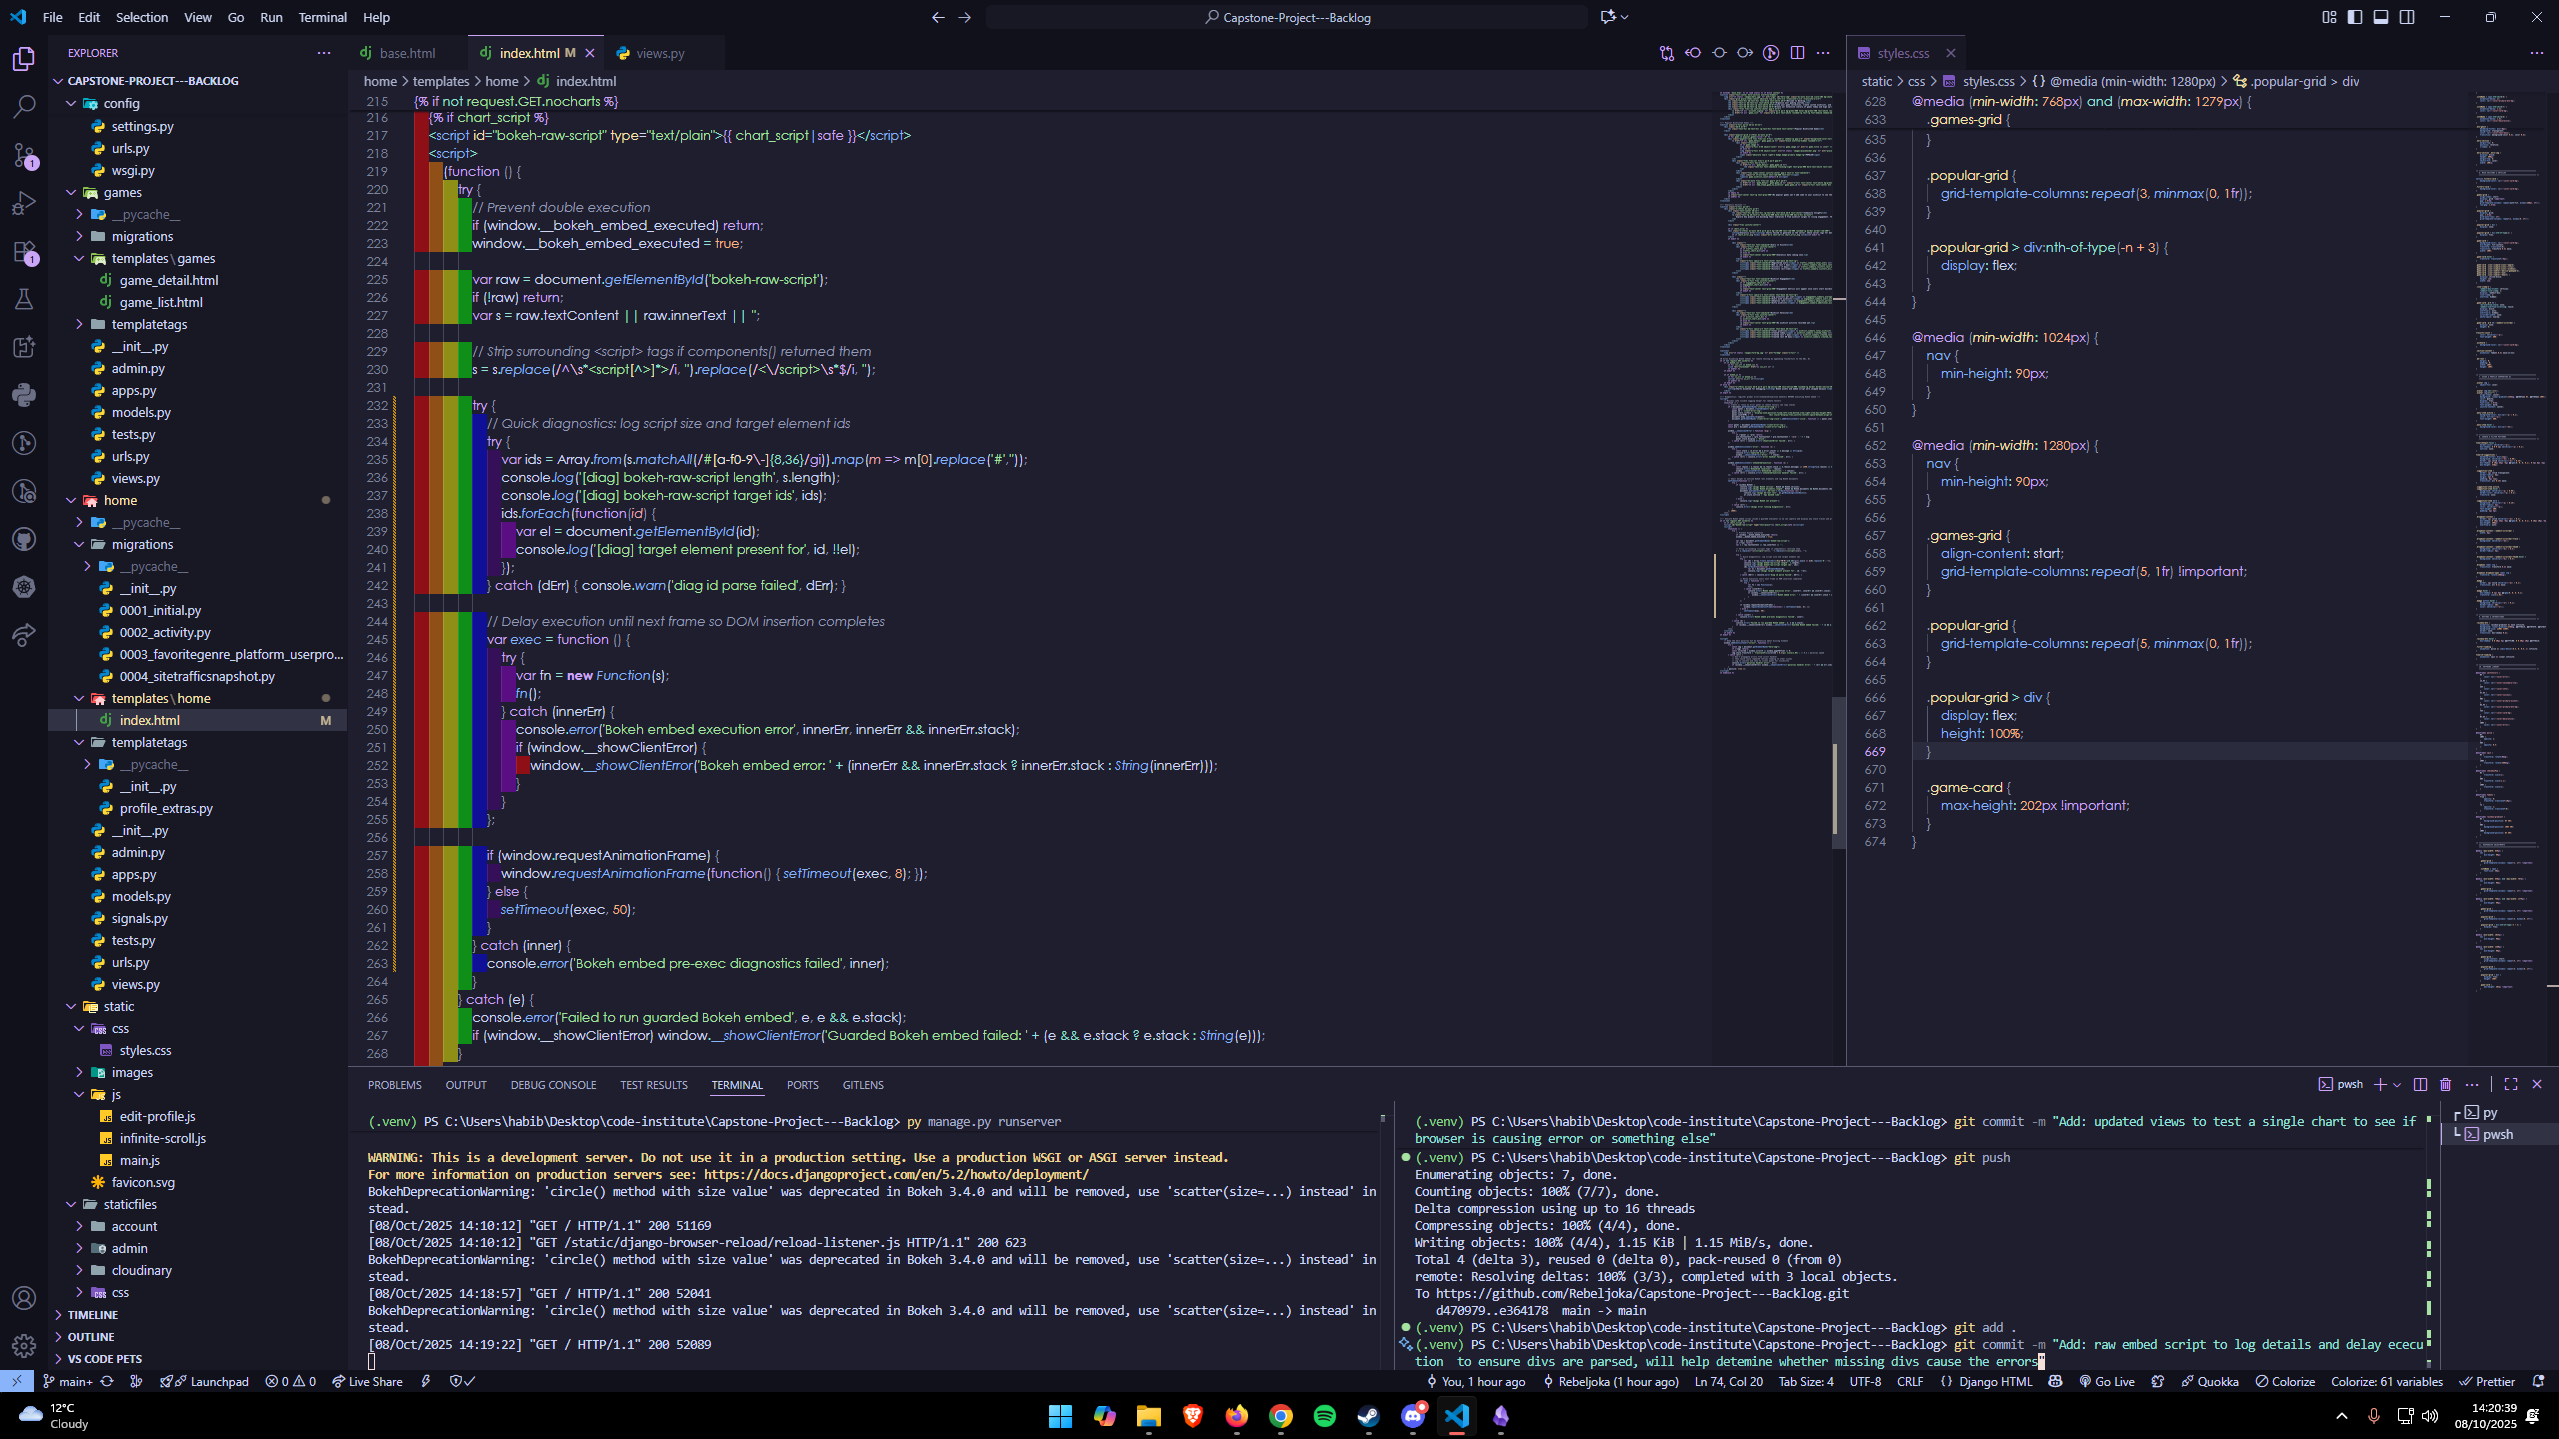 File Edit Selection View Go Run Terminal Help
Capstone-Project---Backlog
EXPLORER
CAPSTONE-PROJECT---BACKLOG
config
settings.py
urls.py
wsgi.py
games
__pycache__
migrations
templates\games
game_detail.html
game_list.html
templatetags
__init__.py
admin.py
apps.py
models.py
tests.py
urls.py
views.py
home
__pycache__
migrations
__pycache__
__init__.py
0001_initial.py
0002_activity.py
0003_favoritegenre_platform_userpro...
0004_sitetrafficsnapshot.py
templates\home
index.html M
templatetags
__pycache__
__init__.py
profile_extras.py
__init__.py
admin.py
apps.py
models.py
signals.py
tests.py
urls.py
views.py
static
css
styles.css
images
js
edit-profile.js
infinite-scroll.js
main.js
favicon.svg
staticfiles
account
admin
cloudinary
css
TIMELINE
OUTLINE
VS CODE PETS
base.html index.html M views.py
home > templates > home > index.html
215 {% if not request.GET.nocharts %}
216 {% if chart_script %}
217 <script id="bokeh-raw-script" type="text/plain">{{ chart_script|safe }}</script>
218 <script>
219 (function () {
220 try {
221 // Prevent double execution
222 if (window.__bokeh_embed_executed) return;
223 window.__bokeh_embed_executed = true;
224
225 var raw = document.getElementById('bokeh-raw-script');
226 if (!raw) return;
227 var s = raw.textContent || raw.innerText || '';
228
229 // Strip surrounding <script> tags if components() returned them
230 s = s.replace(/^\s*<script[^>]*>/i, '').replace(/<\/script>\s*$/i, '');
231
232 try {
233 // Quick diagnostics: log script size and target element ids
234 try {
235 var ids = Array.from(s.matchAll(/#[a-f0-9\-]{8,36}/gi)).map(m => m[0].replace('#',''));
236 console.log('[diag] bokeh-raw-script length', s.length);
237 console.log('[diag] bokeh-raw-script target ids', ids);
238 ids.forEach(function(id) {
239 var el = document.getElementById(id);
240 console.log('[diag] target element present for', id, !!el);
241 });
242 } catch (dErr) { console.warn('diag id parse failed', dErr); }
243
244 // Delay execution until next frame so DOM insertion completes
245 var exec = function () {
246 try {
247 var fn = new Function(s);
248 fn();
249 } catch (innerErr) {
250 console.error('Bokeh embed execution error', innerErr, innerErr && innerErr.stack);
251 if (window.__showClientError) {
252 window.__showClientError('Bokeh embed error: ' + (innerErr && innerErr.stack ? innerErr.stack : String(innerErr)));
253 }
254 }
255 };
256
257 if (window.requestAnimationFrame) {
258 window.requestAnimationFrame(function() { setTimeout(exec, 8); });
259 } else {
260 setTimeout(exec, 50);
261 }
262 } catch (inner) {
263 console.error('Bokeh embed pre-exec diagnostics failed', inner);
264 }
265 } catch (e) {
266 console.error('Failed to run guarded Bokeh embed', e, e && e.stack);
267 if (window.__showClientError) window.__showClientError('Guarded Bokeh embed failed: ' + (e && e.stack ? e.stack : String(e)));
268 }
styles.css
static > css > styles.css > {} @media (min-width: 1280px) > .popular-grid > div
628 @media (min-width: 768px) and (max-width: 1279px) {
633 .games-grid {
635 }
636
637 .popular-grid {
638 grid-template-columns: repeat(3, minmax(0, 1fr));
639 }
640
641 .popular-grid > div:nth-of-type(-n + 3) {
642 display: flex;
643 }
644 }
645
646 @media (min-width: 1024px) {
647 nav {
648 min-height: 90px;
649 }
650 }
651
652 @media (min-width: 1280px) {
653 nav {
654 min-height: 90px;
655 }
656
657 .games-grid {
658 align-content: start;
659 grid-template-columns: repeat(5, 1fr) !important;
660 }
661
662 .popular-grid {
663 grid-template-columns: repeat(5, minmax(0, 1fr));
664 }
665
666 .popular-grid > div {
667 display: flex;
668 height: 100%;
669 }
670
671 .game-card {
672 max-height: 202px !important;
673 }
674 }
PROBLEMS OUTPUT DEBUG CONSOLE TEST RESULTS TERMINAL PORTS GITLENS
pwsh
(.venv) PS C:\Users\habib\Desktop\code-institute\Capstone-Project---Backlog> py manage.py runserver
WARNING: This is a development server. Do not use it in a production setting. Use a production WSGI or ASGI server instead.
For more information on production servers see: https://docs.djangoproject.com/en/5.2/howto/deployment/
BokehDeprecationWarning: 'circle() method with size value' was deprecated in Bokeh 3.4.0 and will be removed, use 'scatter(size=...) instead' in
stead.
[08/Oct/2025 14:10:12] "GET / HTTP/1.1" 200 51169
[08/Oct/2025 14:10:12] "GET /static/django-browser-reload/reload-listener.js HTTP/1.1" 200 623
BokehDeprecationWarning: 'circle() method with size value' was deprecated in Bokeh 3.4.0 and will be removed, use 'scatter(size=...) instead' in
stead.
[08/Oct/2025 14:18:57] "GET / HTTP/1.1" 200 52041
BokehDeprecationWarning: 'circle() method with size value' was deprecated in Bokeh 3.4.0 and will be removed, use 'scatter(size=...) instead' in
stead.
[08/Oct/2025 14:19:22] "GET / HTTP/1.1" 200 52089
(.venv) PS C:\Users\habib\Desktop\code-institute\Capstone-Project---Backlog> git commit -m "Add: updated views to test a single chart to see if
browser is causing error or something else"
(.venv) PS C:\Users\habib\Desktop\code-institute\Capstone-Project---Backlog> git push
Enumerating objects: 7, done.
Counting objects: 100% (7/7), done.
Delta compression using up to 16 threads
Compressing objects: 100% (4/4), done.
Writing objects: 100% (4/4), 1.15 KiB | 1.15 MiB/s, done.
Total 4 (delta 3), reused 0 (delta 0), pack-reused 0 (from 0)
remote: Resolving deltas: 100% (3/3), completed with 3 local objects.
To https://github.com/Rebeljoka/Capstone-Project---Backlog.git
d470979..e364178 main -> main
(.venv) PS C:\Users\habib\Desktop\code-institute\Capstone-Project---Backlog> git add .
(.venv) PS C:\Users\habib\Desktop\code-institute\Capstone-Project---Backlog> git commit -m "Add: raw embed script to log details and delay ececu
tion  to ensure divs are parsed, will help detemine whether missing divs cause the errors"
py
pwsh
main+ Launchpad 0 0 Live Share You, 1 hour ago Rebeljoka (1 hour ago) Ln 74, Col 20 Tab Size: 4 UTF-8 CRLF {} Django HTML Go Live Quokka Colorize Colorize: 61 variables Prettier
12°C
Cloudy
14:20:39
08/10/2025